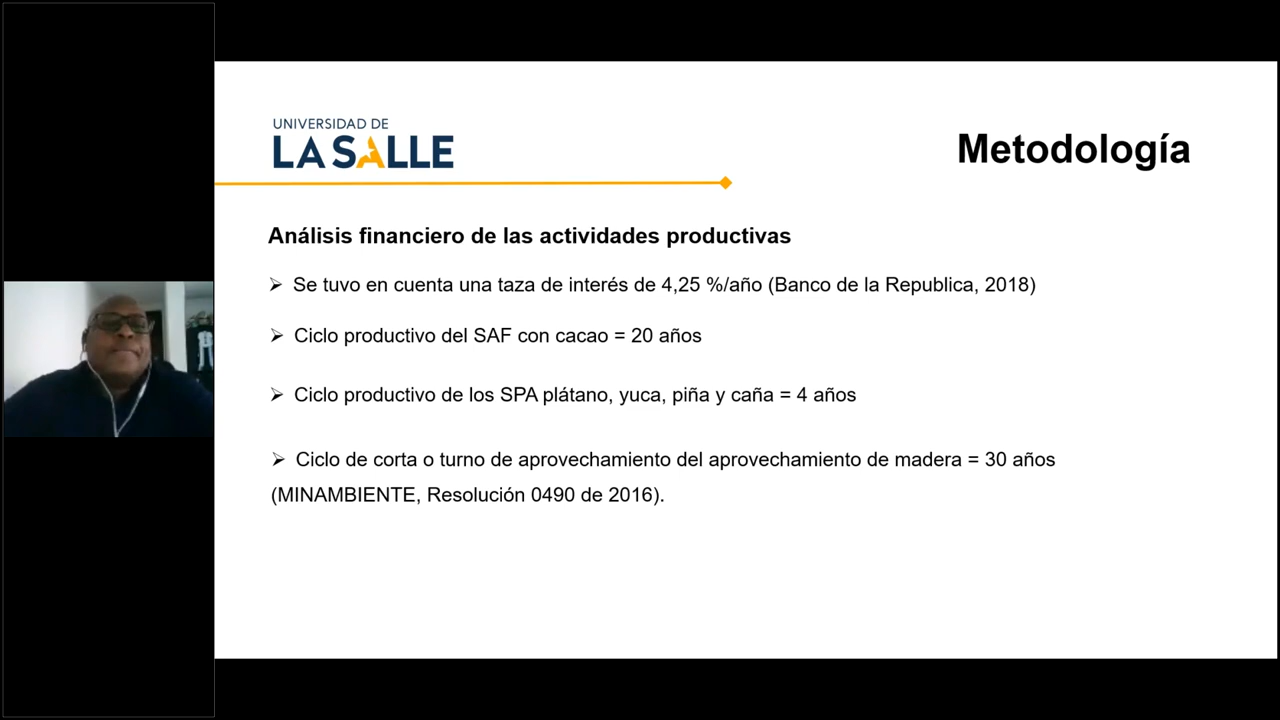 UNIVERSIDAD DE
LA SALLE
Metodología
Análisis financiero de las actividades productivas
➢ Se tuvo en cuenta una taza de interés de 4,25 %/año (Banco de la Republica, 2018)
➢ Ciclo productivo del SAF con cacao = 20 años
➢ Ciclo productivo de los SPA plátano, yuca, piña y caña = 4 años
➢ Ciclo de corta o turno de aprovechamiento del aprovechamiento de madera = 30 años
(MINAMBIENTE, Resolución 0490 de 2016).